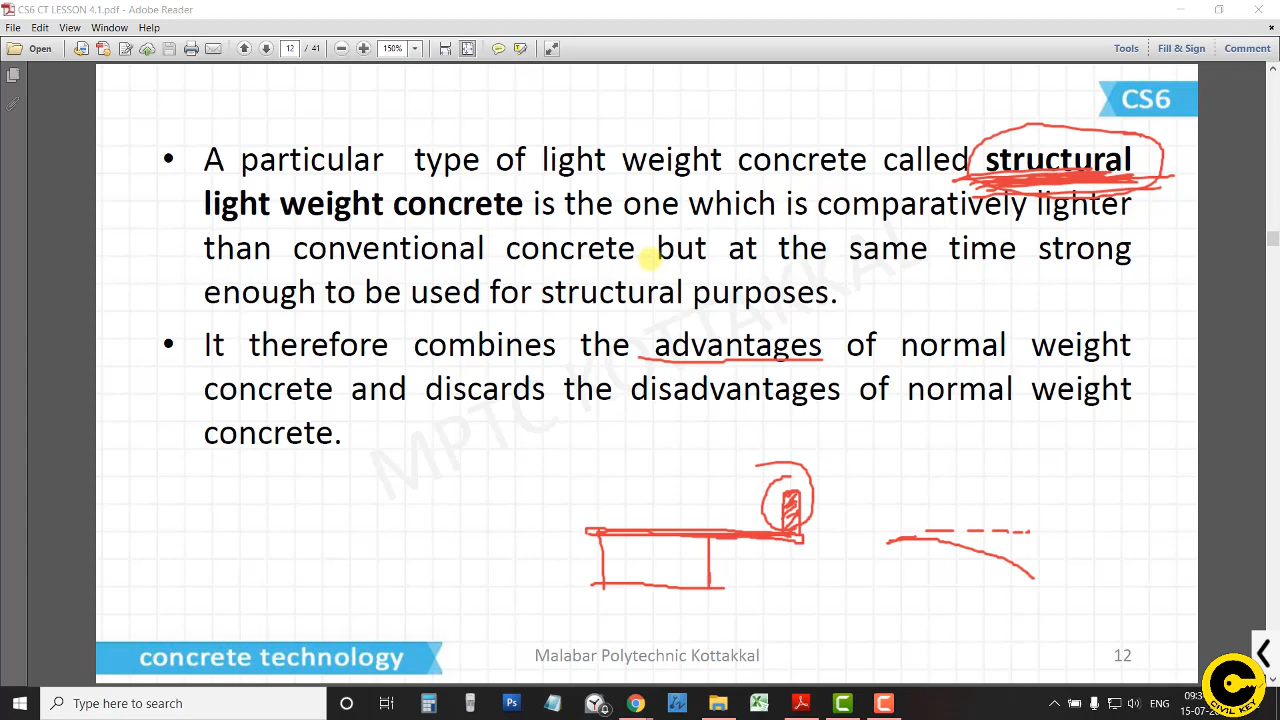 CS6 CT LESSON 4.1.pdf - Adobe Reader
File Edit View Window Help
Open 12 / 41 150% Tools Fill & Sign Comment
CS6
• A particular type of light weight concrete called structural
light weight concrete is the one which is comparatively lighter
than conventional concrete but at the same time strong
enough to be used for structural purposes.
• It therefore combines the advantages of normal weight
concrete and discards the disadvantages of normal weight
concrete.
MPTC KOTTAKKAL
concrete technology Malabar Polytechnic Kottakkal 12
Type here to search
ENG
CIVIL KEY